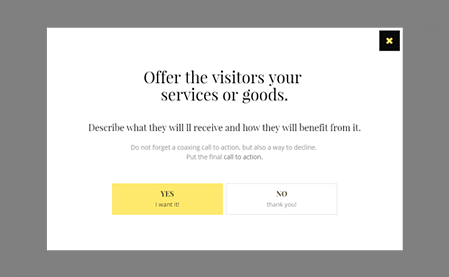 Offer the visitors your
services or goods.
Describe what they will ll receive and how they will benefit from it.
Do not forget a coaxing call to action, but also a way to decline.
Put the final call to action.
YES
I want it!
NO
thank you!